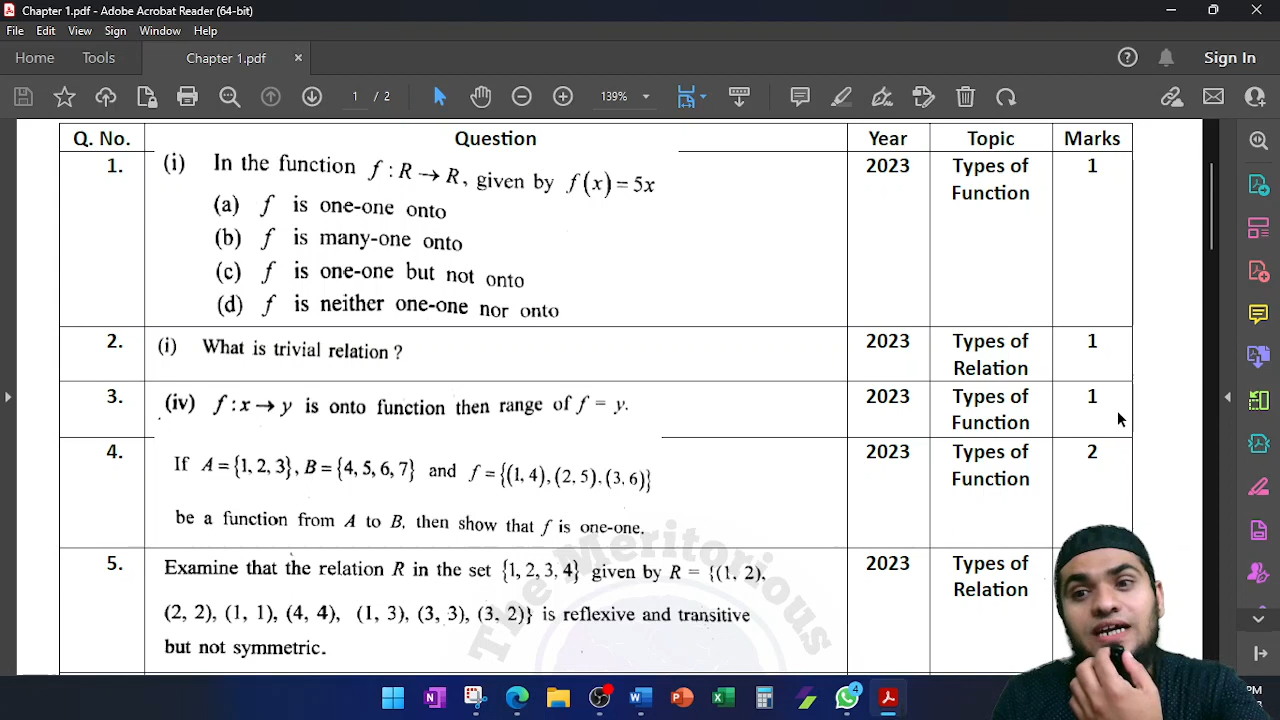 Chapter 1.pdf - Adobe Acrobat Reader (64-bit)
File Edit View Sign Window Help
Home Tools Chapter 1.pdf × Sign In
1 / 2 139%
Q. No. Question Year Topic Marks
1. (i) In the function f : R → R, given by f(x) = 5x 2023 Types of Function 1
(a) f is one-one onto
(b) f is many-one onto
(c) f is one-one but not onto
(d) f is neither one-one nor onto
2. (i) What is trivial relation ? 2023 Types of Relation 1
3. (iv) f : x → y is onto function then range of f = y. 2023 Types of Function 1
4. If A = {1, 2, 3}, B = {4, 5, 6, 7} and f = {(1, 4), (2, 5), (3, 6)} 2023 Types of Function 2
be a function from A to B, then show that f is one-one.
5. Examine that the relation R in the set {1, 2, 3, 4} given by R = {(1, 2), 2023 Types of Relation
(2, 2), (1, 1), (4, 4), (1, 3), (3, 3), (3, 2)} is reflexive and transitive
but not symmetric.
The Meritorious
4
PM